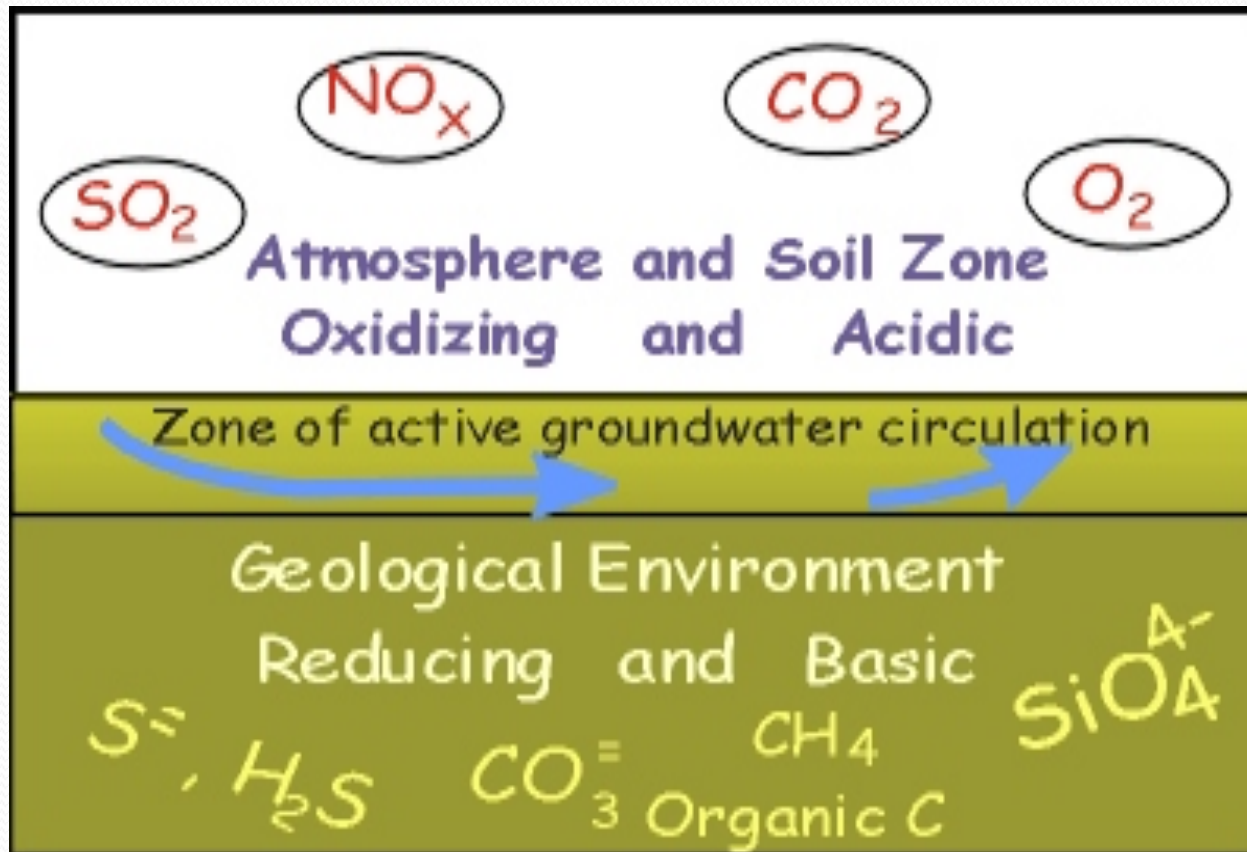 NOx
CO2
SO2
O2
Atmosphere and Soil Zone
Oxidizing and Acidic
Zone of active groundwater circulation
Geological Environment
Reducing and Basic
SiO4 4-
S=, H2S
CO3=
CH4
Organic C